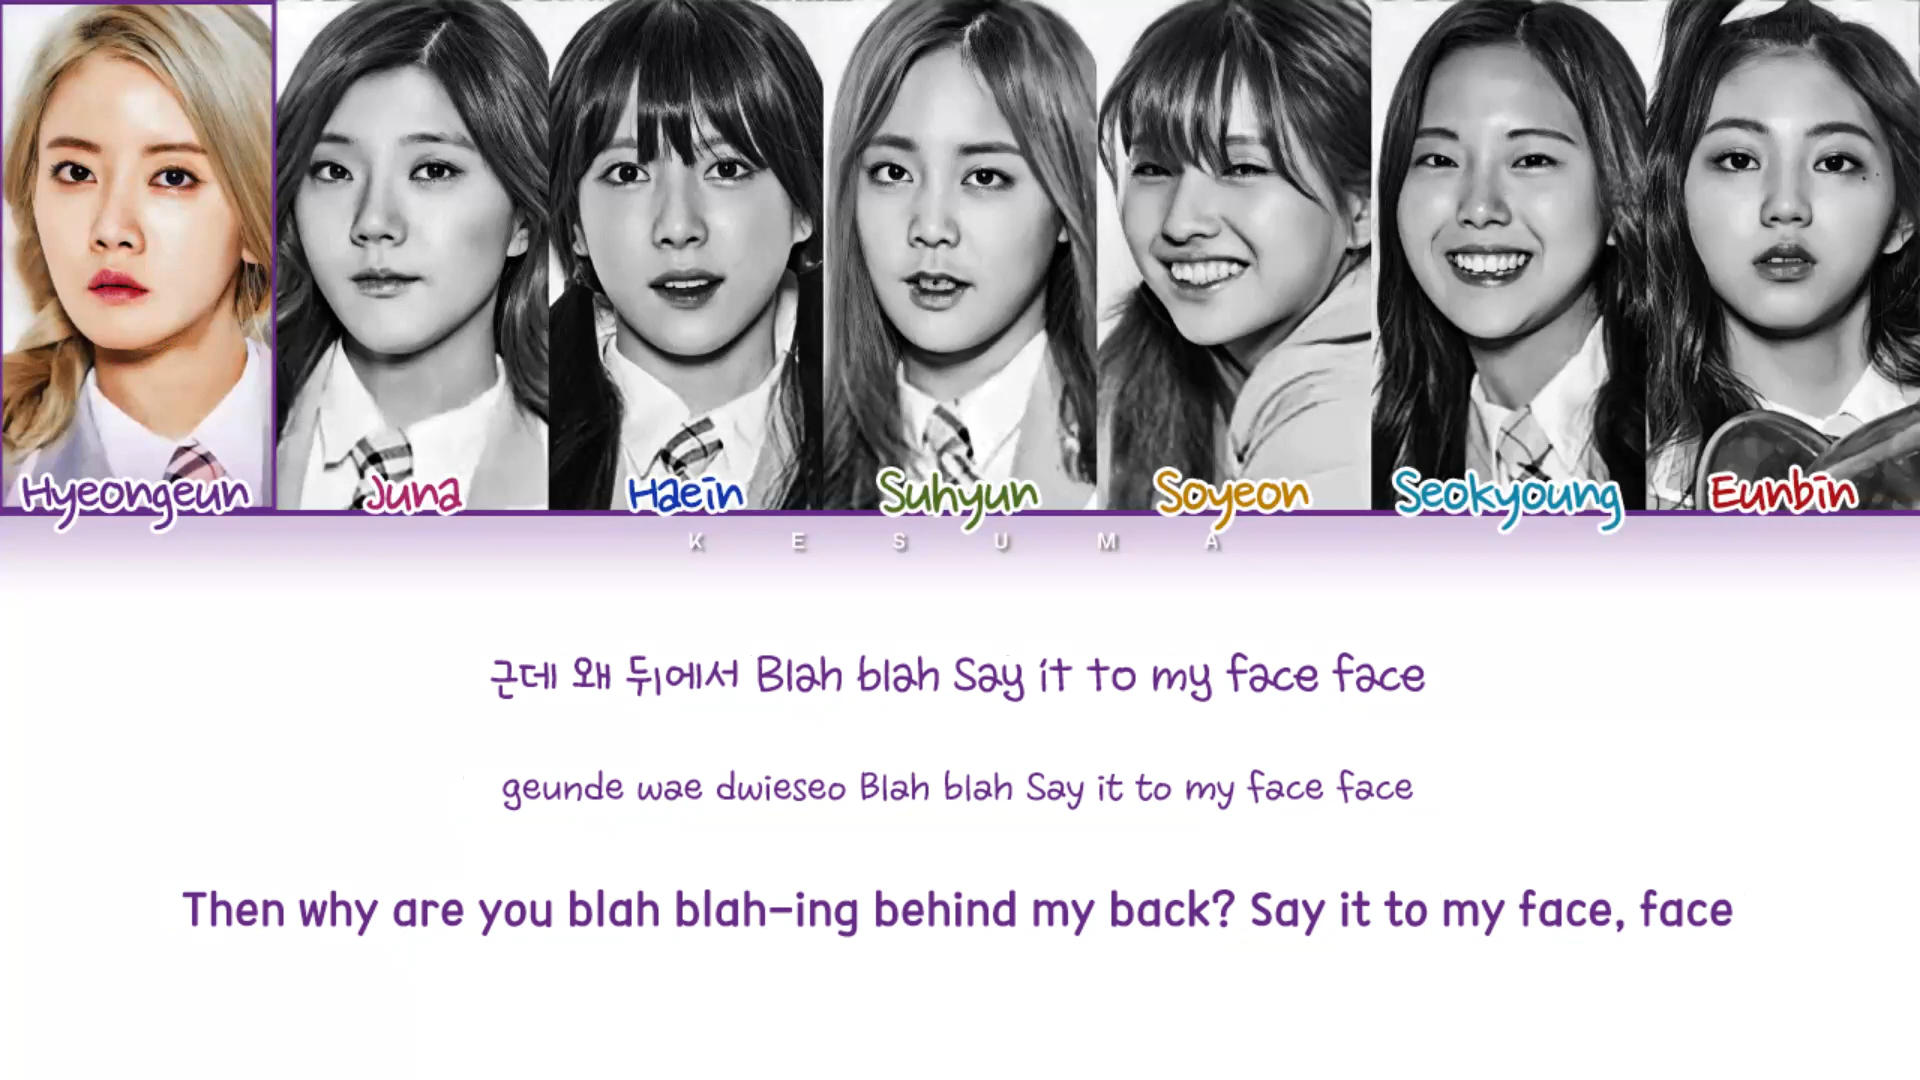 Hyeongeun Juna Haein Suhyun Soyeon Seokyoung Eunbin
KESUMA
근데 왜 뒤에서 Blah blah Say it to my face face
geunde wae dwieseo Blah blah Say it to my face face
Then why are you blah blah-ing behind my back? Say it to my face, face